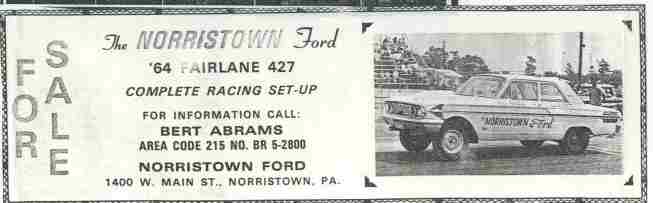 FOR SALE
The NORRISTOWN Ford
'64 FAIRLANE 427
COMPLETE RACING SET-UP
FOR INFORMATION CALL:
BERT ABRAMS
AREA CODE 215 NO. BR 5-2800
NORRISTOWN FORD
1400 W. MAIN ST., NORRISTOWN, PA.
NORRISTOWN Ford